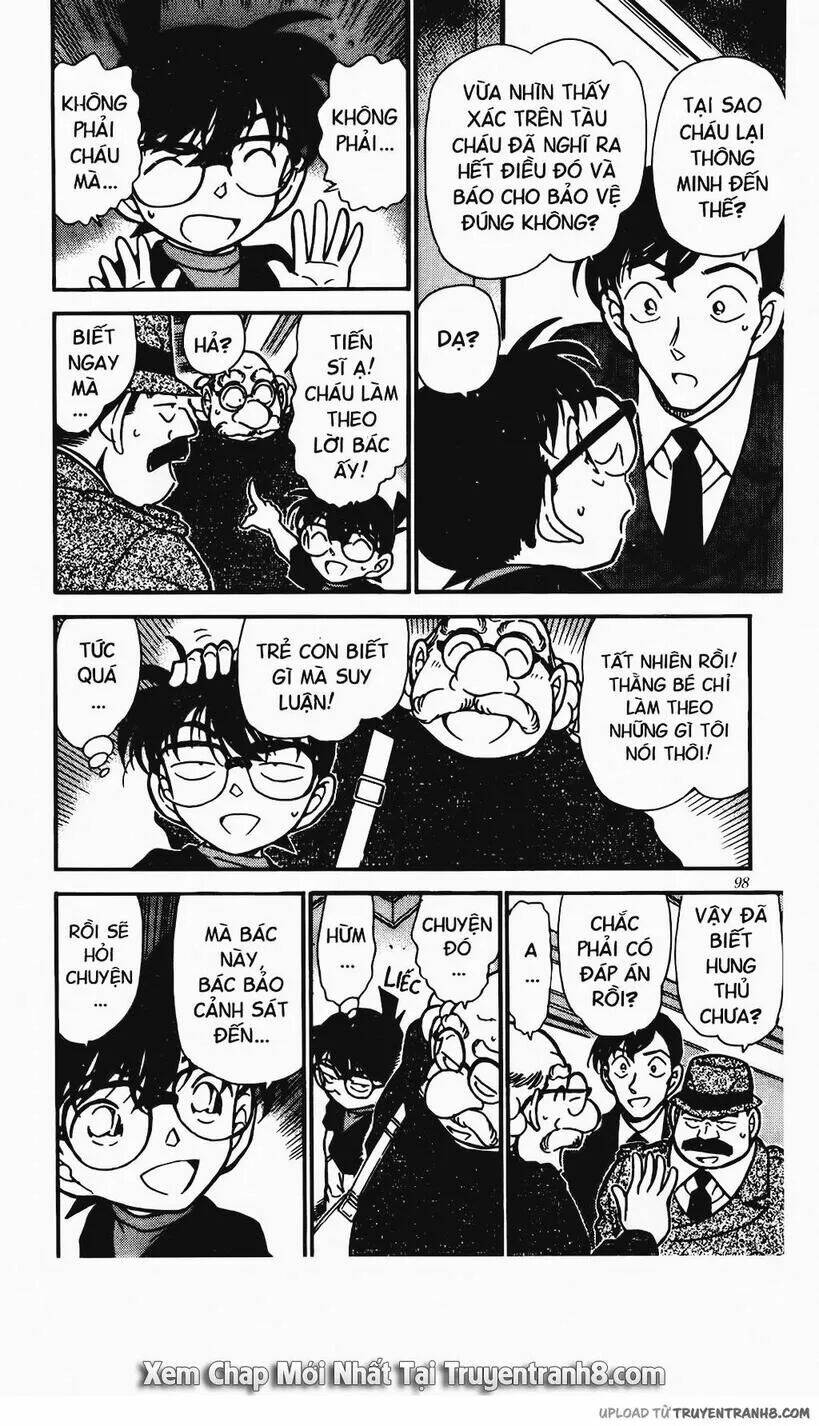 TẠI SAO
CHÁU LẠI
THÔNG
MINH ĐẾN
THẾ?
VỪA NHÌN THẤY
XÁC TRÊN TÀU
CHÁU ĐÃ NGHĨ RA
HẾT ĐIỀU ĐÓ VÀ
BÁO CHO BẢO VỆ
ĐÚNG KHÔNG?
DẠ?
KHÔNG
PHẢI...
KHÔNG
PHẢI
CHÁU
MÀ...
TIẾN
SĨ Ạ!
CHÁU LÀM
THEO
LỜI BÁC
ẤY!
HẢ?
BIẾT
NGAY
MÀ
...
TẤT NHIÊN RỒI!
THẰNG BÉ CHỈ
LÀM THEO
NHỮNG GÌ TÔI
NÓI THÔI!
TRẺ CON BIẾT
GÌ MÀ SUY
LUẬN!
TỨC
QUÁ
...
98
VẬY ĐÃ
BIẾT
HUNG
THỦ
CHƯA?
CHẮC
PHẢI CÓ
ĐÁP ÁN
RỒI?
A
...
CHUYỆN
ĐÓ
...
LIẾC
HỪM
...
MÀ BÁC
NÀY,
BÁC BẢO
CẢNH SÁT
ĐẾN...
RỒI SẼ
HỎI
CHUYỆN
...
Xem Chap Mới Nhất Tại Truyentranh8.com
UPLOAD TỪ TRUYENTRANH8.COM